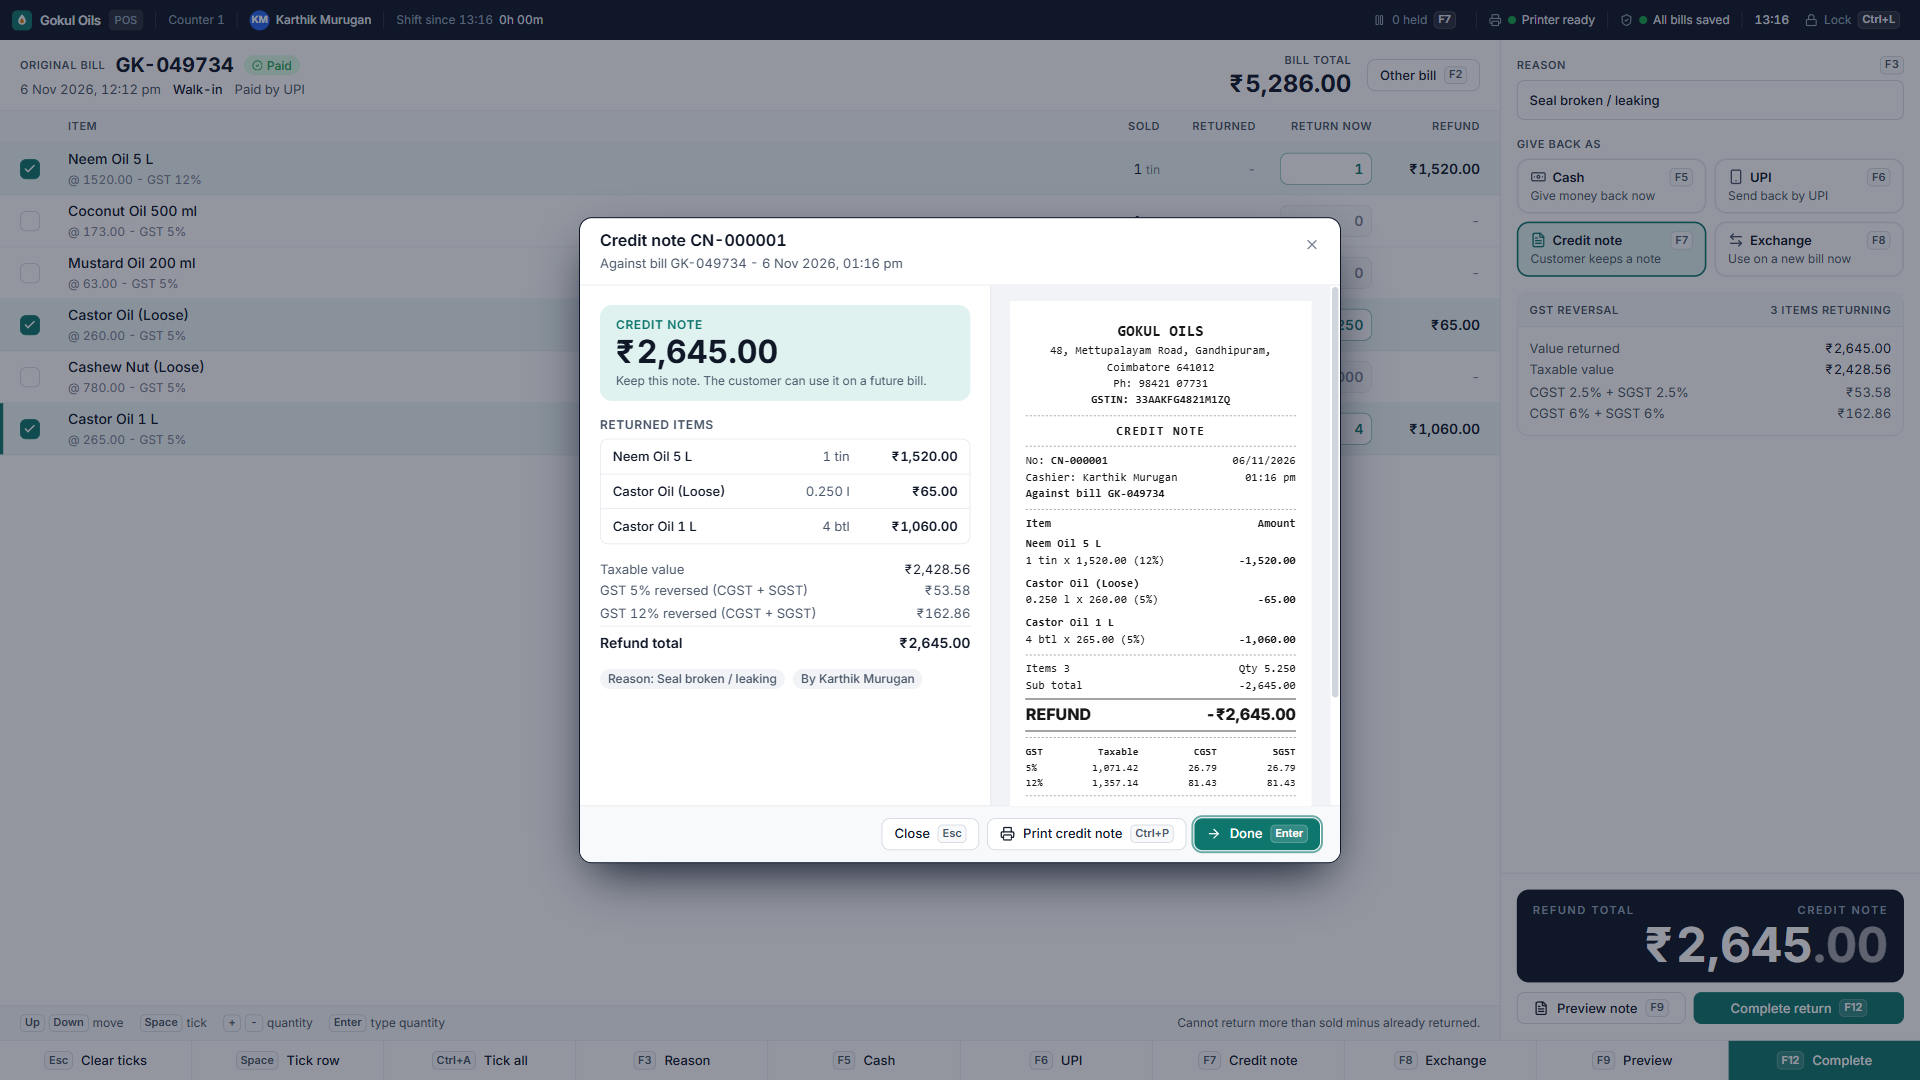 Gokul Oils POS Counter 1 KM Karthik Murugan Shift since 13:16 0h 00m 0 held F7 Printer ready All bills saved 13:16 Lock Ctrl+L
ORIGINAL BILL GK-049734 Paid
6 Nov 2026, 12:12 pm Walk-in Paid by UPI
BILL TOTAL
₹5,286.00
Other bill F2
ITEM SOLD RETURNED RETURN NOW REFUND
Neem Oil 5 L
@ 1520.00 - GST 12%
1 tin - 1 ₹1,520.00
Coconut Oil 500 ml
@ 173.00 - GST 5%
0 -
Mustard Oil 200 ml
@ 63.00 - GST 5%
0 -
Castor Oil (Loose)
@ 260.00 - GST 5%
250 ₹65.00
Cashew Nut (Loose)
@ 780.00 - GST 5%
-
Castor Oil 1 L
@ 265.00 - GST 5%
4 ₹1,060.00
Up Down move Space tick + - quantity Enter type quantity
Cannot return more than sold minus already returned.
REASON F3
Seal broken / leaking
GIVE BACK AS
Cash F5
Give money back now
UPI F6
Send back by UPI
Credit note F7
Customer keeps a note
Exchange F8
Use on a new bill now
GST REVERSAL 3 ITEMS RETURNING
Value returned ₹2,645.00
Taxable value ₹2,428.56
CGST 2.5% + SGST 2.5% ₹53.58
CGST 6% + SGST 6% ₹162.86
REFUND TOTAL CREDIT NOTE
₹2,645.00
Preview note F9
Complete return F12
Credit note CN-000001
Against bill GK-049734 - 6 Nov 2026, 01:16 pm
CREDIT NOTE
₹2,645.00
Keep this note. The customer can use it on a future bill.
RETURNED ITEMS
Neem Oil 5 L 1 tin ₹1,520.00
Castor Oil (Loose) 0.250 l ₹65.00
Castor Oil 1 L 4 btl ₹1,060.00
Taxable value ₹2,428.56
GST 5% reversed (CGST + SGST) ₹53.58
GST 12% reversed (CGST + SGST) ₹162.86
Refund total ₹2,645.00
Reason: Seal broken / leaking By Karthik Murugan
GOKUL OILS
48, Mettupalayam Road, Gandhipuram,
Coimbatore 641012
Ph: 98421 07731
GSTIN: 33AAKFG4821M1ZQ
CREDIT NOTE
No: CN-000001 06/11/2026
Cashier: Karthik Murugan 01:16 pm
Against bill GK-049734
Item Amount
Neem Oil 5 L
1 tin x 1,520.00 (12%) -1,520.00
Castor Oil (Loose)
0.250 l x 260.00 (5%) -65.00
Castor Oil 1 L
4 btl x 265.00 (5%) -1,060.00
Items 3 Qty 5.250
Sub total -2,645.00
REFUND -₹2,645.00
GST Taxable CGST SGST
5% 1,071.42 26.79 26.79
12% 1,357.14 81.43 81.43
Close Esc
Print credit note Ctrl+P
Done Enter
Esc Clear ticks Space Tick row Ctrl+A Tick all F3 Reason F5 Cash F6 UPI F7 Credit note F8 Exchange F9 Preview F12 Complete